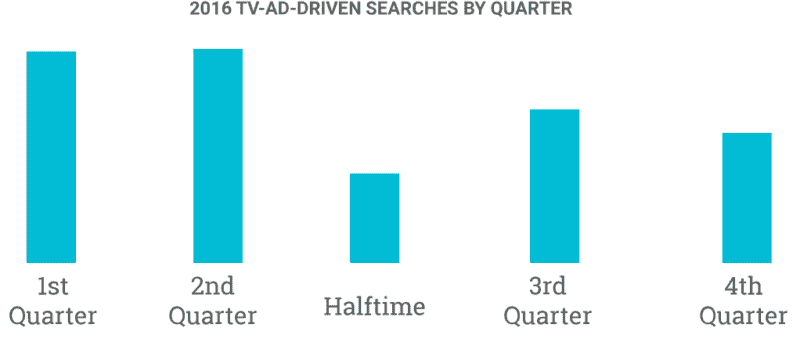 2016 TV-AD-DRIVEN SEARCHES BY QUARTER
1st
Quarter
2nd
Quarter
Halftime
3rd
Quarter
4th
Quarter